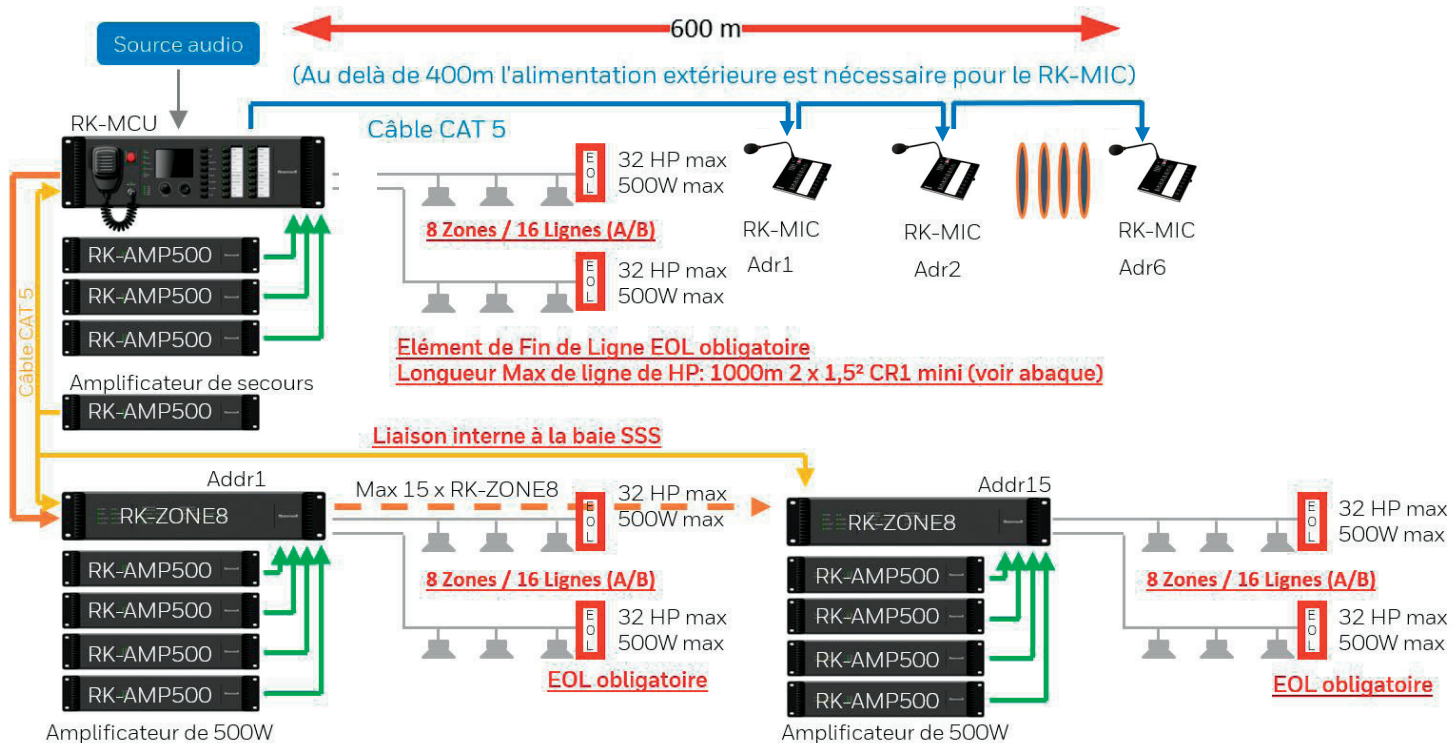 600 m
Source audio
(Au delà de 400m l'alimentation extérieure est nécessaire pour le RK-MIC)
RK-MCU
Câble CAT 5
E
O
L
32 HP max
500W max
8 Zones / 16 Lignes (A/B)
RK-MIC
Adr1
RK-MIC
Adr2
RK-MIC
Adr6
RK-AMP500
RK-AMP500
RK-AMP500
E
O
L
32 HP max
500W max
Câble CAT 5
Elément de Fin de Ligne EOL obligatoire
Longueur Max de ligne de HP: 1000m 2 x 1,5² CR1 mini (voir abaque)
Amplificateur de secours
RK-AMP500
Liaison interne à la baie SSS
Addr1
RK-ZONE8
Max 15 x RK-ZONE8
E
O
L
32 HP max
500W max
8 Zones / 16 Lignes (A/B)
RK-AMP500
RK-AMP500
RK-AMP500
RK-AMP500
E
O
L
32 HP max
500W max
EOL obligatoire
Amplificateur de 500W
Addr15
RK-ZONE8
E
O
L
32 HP max
500W max
8 Zones / 16 Lignes (A/B)
RK-AMP500
RK-AMP500
RK-AMP500
RK-AMP500
E
O
L
32 HP max
500W max
EOL obligatoire
Amplificateur de 500W